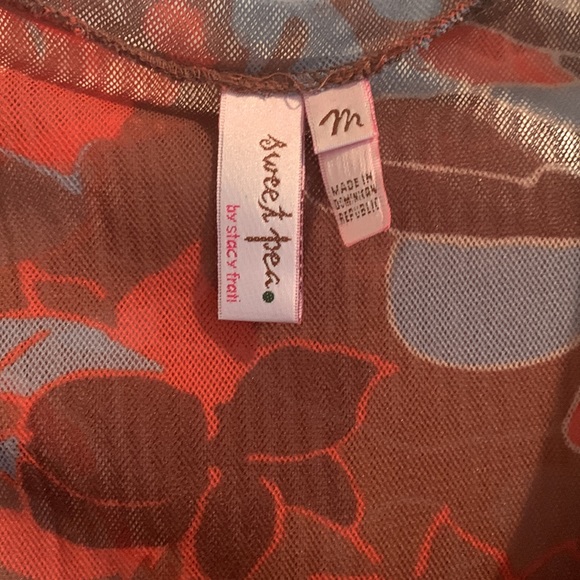 sweet pea.
by stacy frati
m
MADE IN
DOMINICAN
REPUBLIC